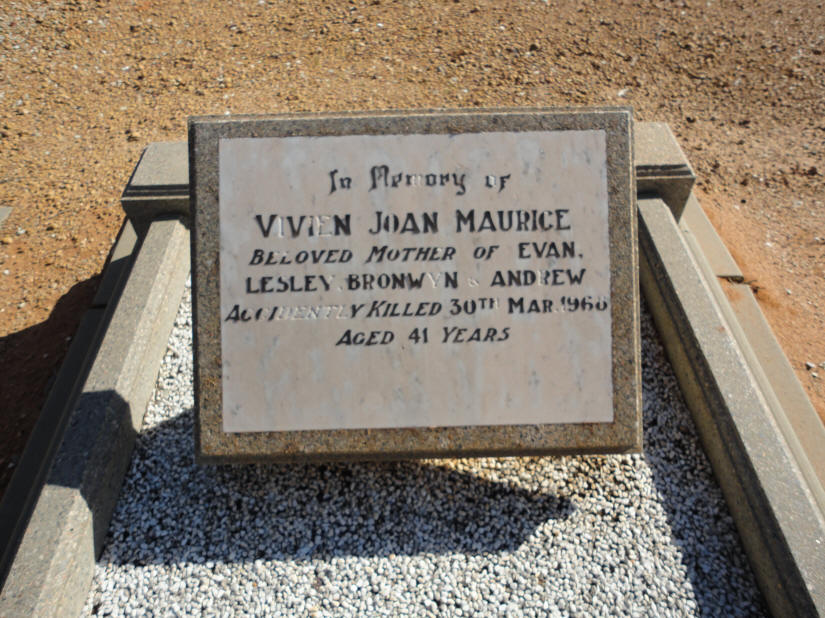 In Memory of
VIVIEN JOAN MAURICE
BELOVED MOTHER OF EVAN,
LESLEY, BRONWYN & ANDREW
ACCIDENTLY KILLED 30TH MAR. 1968
AGED 41 YEARS